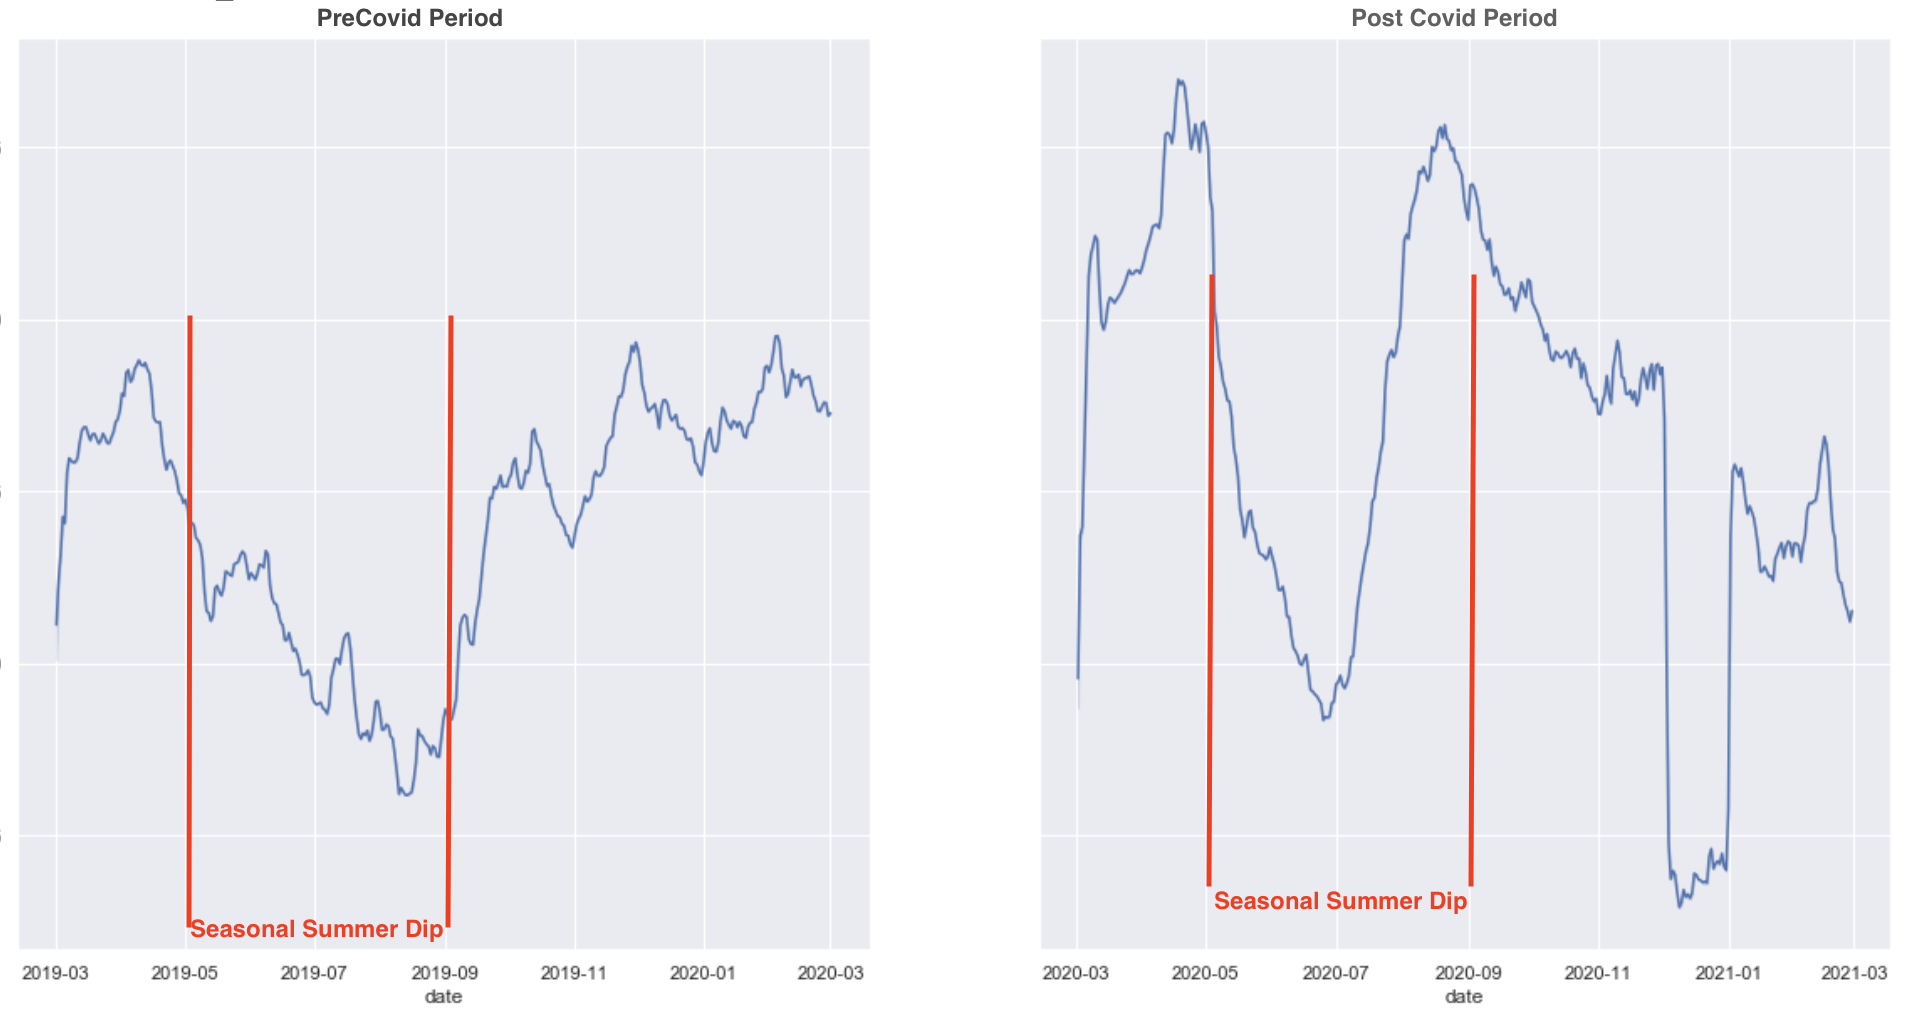 PreCovid Period
Post Covid Period
Seasonal Summer Dip
Seasonal Summer Dip
2019-03 2019-05 2019-07 2019-09 2019-11 2020-01 2020-03
date
2020-03 2020-05 2020-07 2020-09 2020-11 2021-01 2021-03
date